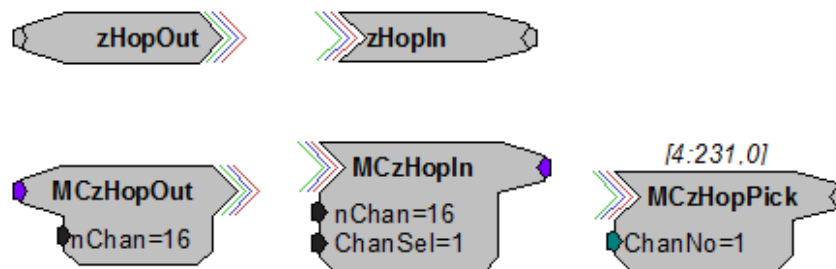 zHopOut
zHopIn
[4:231,0]
MCzHopOut
MCzHopIn
MCzHopPick
nChan=16
nChan=16
ChanSel=1
ChanNo=1